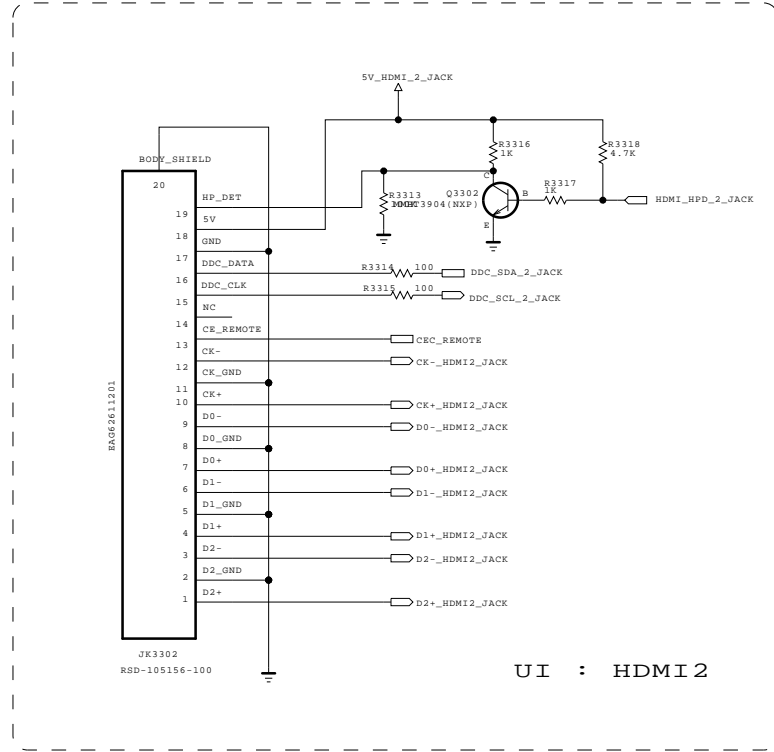 5V_HDMI_2_JACK
BODY_SHIELD
20
R3316
1K
R3318
4.7K
HP_DET
19
R3313
Q3302
MMBT3904(NXP)
C
B
E
R3317
1K
HDMI_HPD_2_JACK
5V
18
GND
17
DDC_DATA
16
R3314
100
DDC_SDA_2_JACK
DDC_CLK
15
R3315
100
DDC_SCL_2_JACK
NC
14
CE_REMOTE
13
CEC_REMOTE
CK-
12
CK-_HDMI2_JACK
CK_GND
11
CK+
10
CK+_HDMI2_JACK
D0-
9
D0-_HDMI2_JACK
D0_GND
8
D0+
7
D0+_HDMI2_JACK
D1-
6
D1-_HDMI2_JACK
D1_GND
5
D1+
4
D1+_HDMI2_JACK
D2-
3
D2-_HDMI2_JACK
D2_GND
2
D2+
1
D2+_HDMI2_JACK
EAG62611201
JK3302
RSD-105156-100
UI : HDMI2